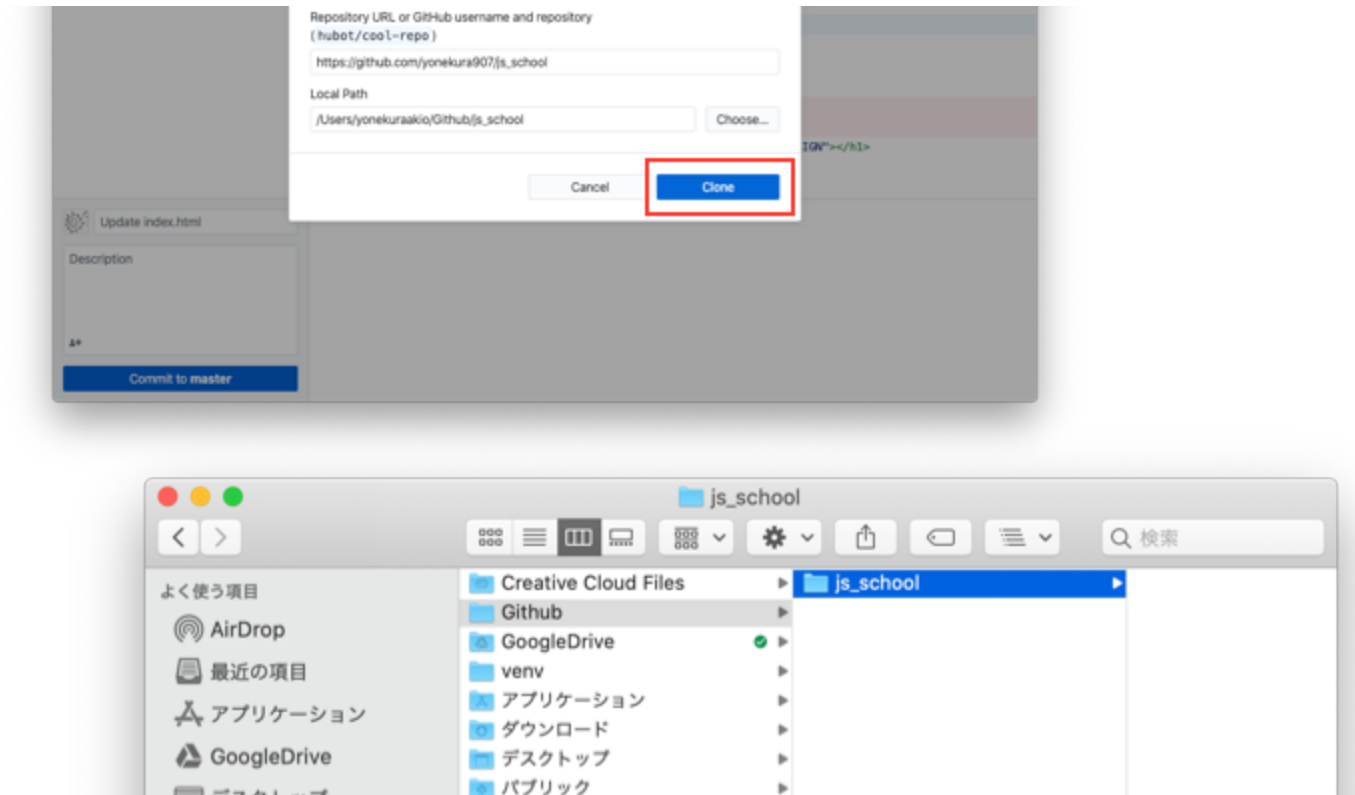 Repository URL or GitHub username and repository
(hubot/cool-repo)
https://github.com/yonekura907/js_school
Local Path
/Users/yonekuraakio/Github/js_school
Choose...
IGN"></h1>
Cancel
Clone
Update index.html
Description
Commit to master
js_school
検索
よく使う項目
AirDrop
最近の項目
アプリケーション
GoogleDrive
Creative Cloud Files
Github
GoogleDrive
venv
アプリケーション
ダウンロード
デスクトップ
パブリック
js_school